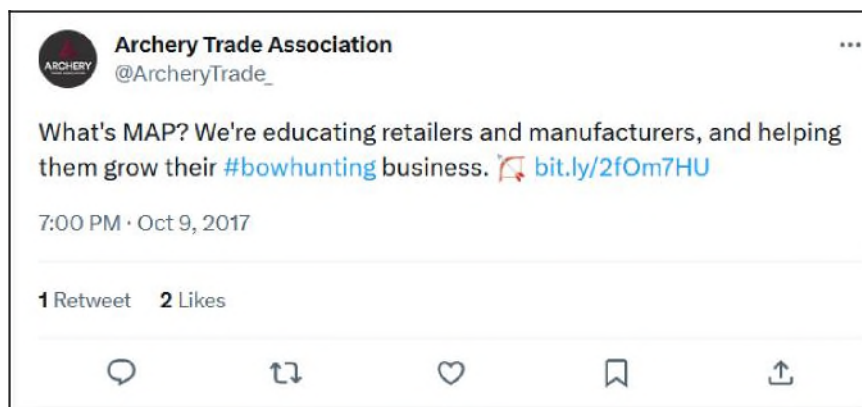 Archery Trade Association
ARCHERY
@ArcheryTrade_
What's MAP? We're educating retailers and manufacturers, and helping
them grow their #bowhunting business. 🏹 bit.ly/2fOm7HU
7:00 PM · Oct 9, 2017
1 Retweet 2 Likes